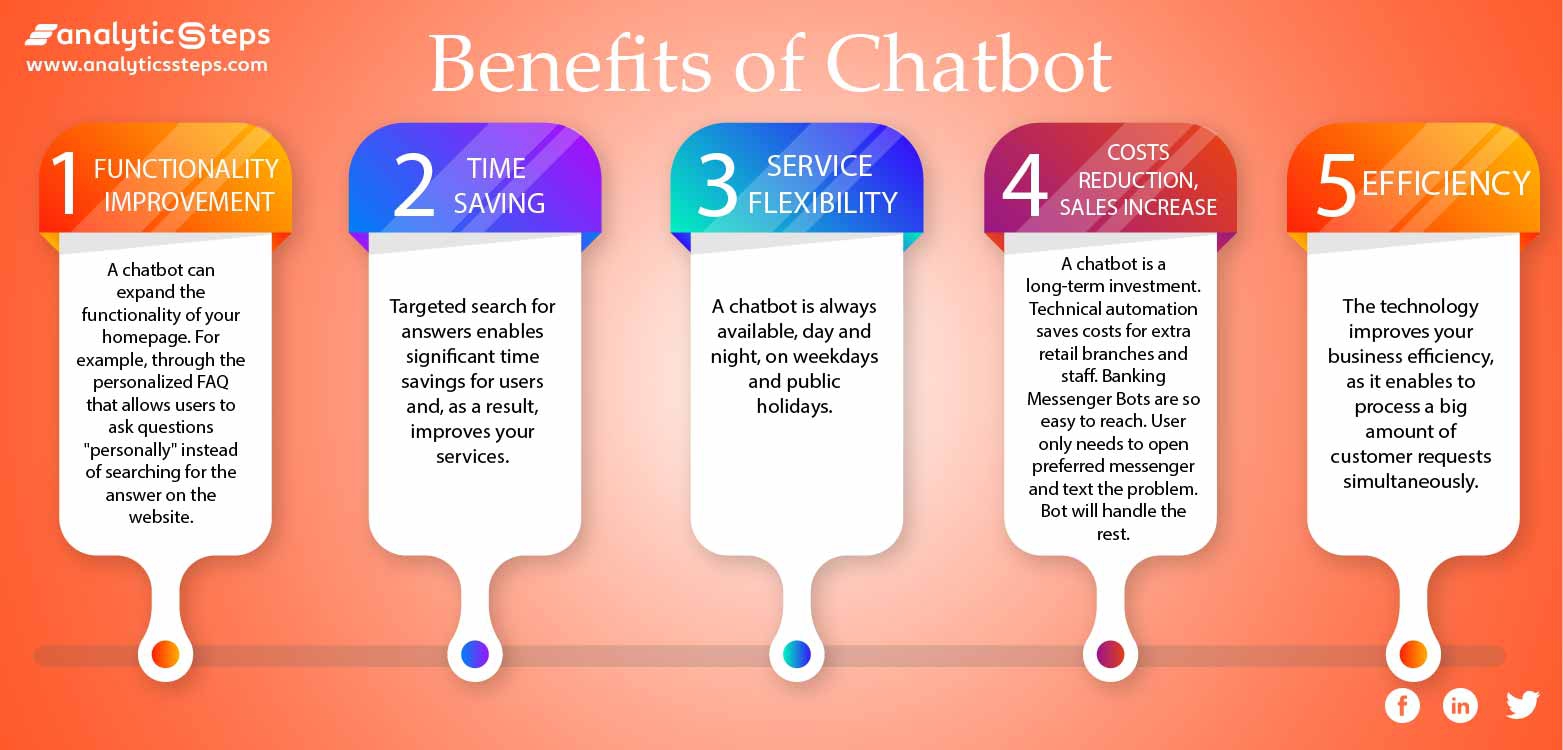 analyticSteps
www.analyticssteps.com
Benefits of Chatbot
1 FUNCTIONALITY
IMPROVEMENT
A chatbot can
expand the
functionality of your
homepage. For
example, through the
personalized FAQ
that allows users to
ask questions
"personally" instead
of searching for the
answer on the
website.
2 TIME
SAVING
Targeted search for
answers enables
significant time
savings for users
and, as a result,
improves your
services.
3 SERVICE
FLEXIBILITY
A chatbot is always
available, day and
night, on weekdays
and public
holidays.
4 COSTS
REDUCTION,
SALES INCREASE
A chatbot is a
long-term investment.
Technical automation
saves costs for extra
retail branches and
staff. Banking
Messenger Bots are so
easy to reach. User
only needs to open
preferred messenger
and text the problem.
Bot will handle the
rest.
5 EFFICIENCY
The technology
improves your
business efficiency,
as it enables to
process a big
amount of
customer requests
simultaneously.
f
in